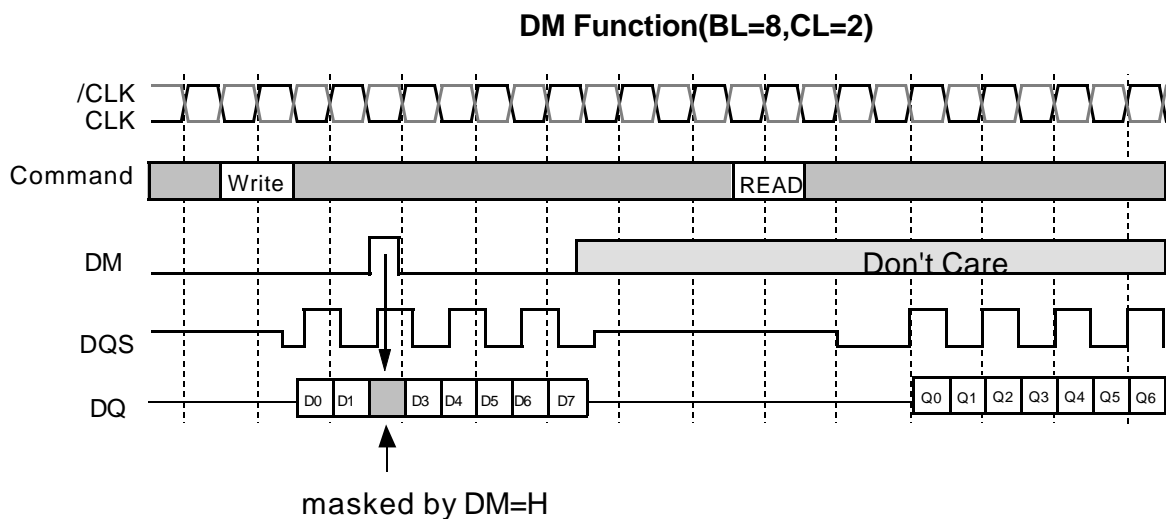 DM Function(BL=8,CL=2)
/CLK
CLK
Command
Write
READ
DM
Don't Care
DQS
DQ
D0 D1 D3 D4 D5 D6 D7
Q0 Q1 Q2 Q3 Q4 Q5 Q6
masked by DM=H